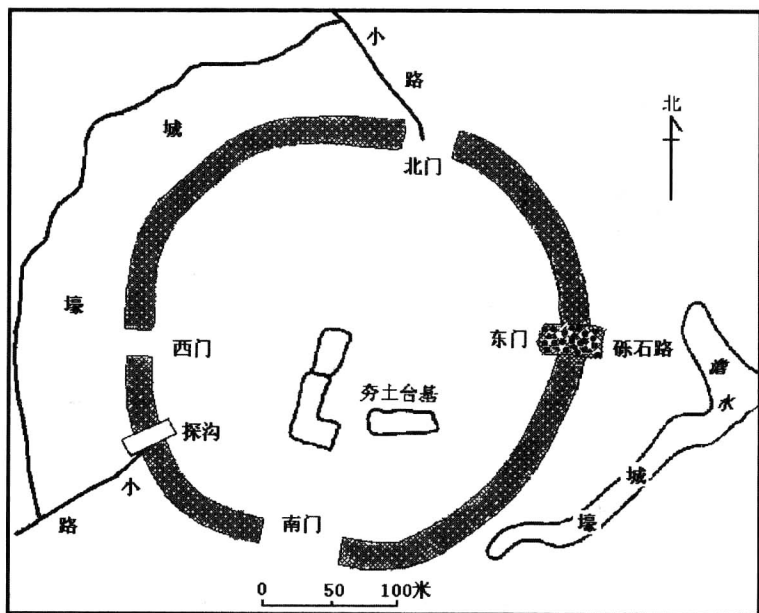 小
路
北
城
北门
壕
西门
东门
砾石路
澹
水
夯土台基
探沟
小
路
南门
城
壕
0 50 100米